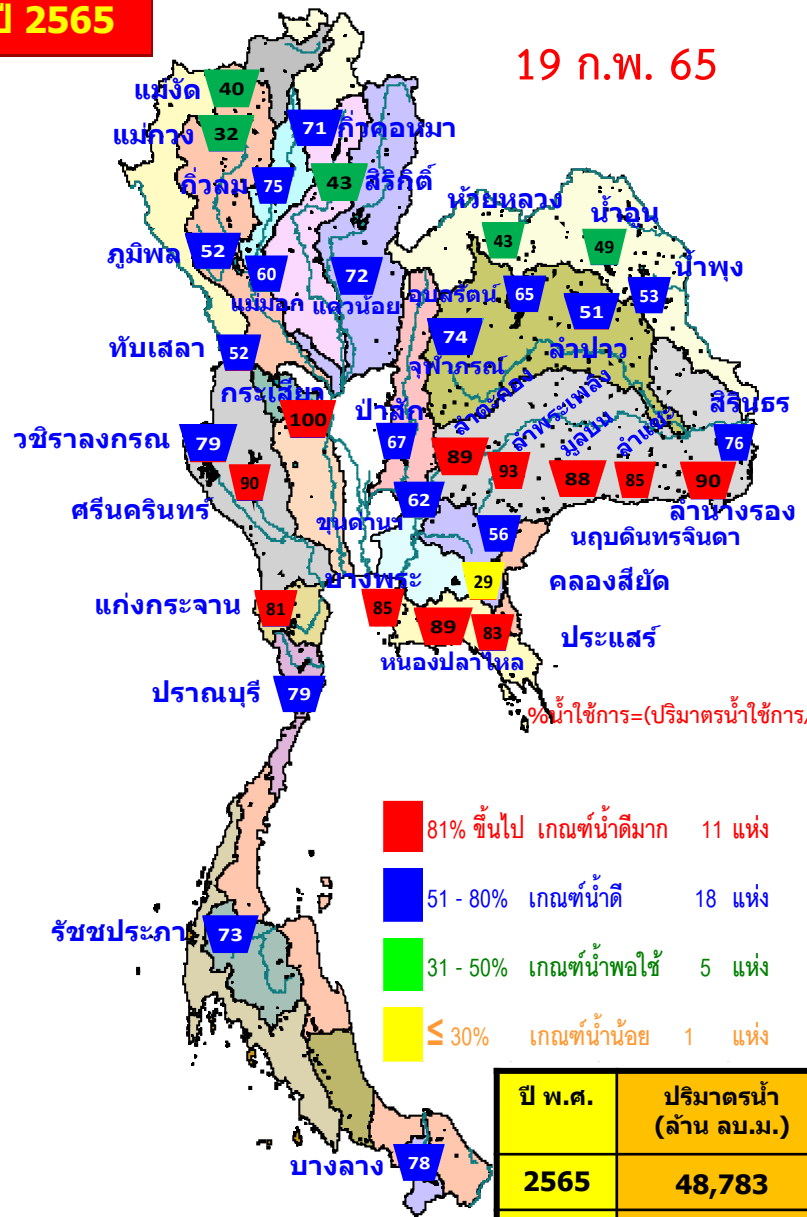 ปี 2565
19 ก.พ. 65
แม่งัด
40
แม่กวง
32
71
กิ่วคอหมา
กิ่วลม
75
43
สิริกิติ์
ห้วยหลวง
43
น้ำอูน
49
ภูมิพล
52
60
72
แม่มอก
แควน้อย
อุบลรัตน์
65
51
53
น้ำพุง
74
จุฬาภรณ์
ลำปาว
ทับเสลา
52
กระเสียว
100
ป่าสัก
67
ลำตะคอง
ลำพระเพลิง
มูลบน
ลำแชะ
สิรินธร
76
วชิราลงกรณ
79
89
93
88
85
90
ลำนางรอง
90
ศรีนครินทร์
62
ขุนด่านฯ
56
นฤบดินทรจินดา
บางพระ
29
คลองสียัด
แก่งกระจาน
81
85
89
83
ประแสร์
หนองปลาไหล
ปราณบุรี
79
%น้ำใช้การ=(ปริมาตรน้ำใช้การ/
81% ขึ้นไป เกณฑ์น้ำดีมาก 11 แห่ง
51 - 80% เกณฑ์น้ำดี 18 แห่ง
31 - 50% เกณฑ์น้ำพอใช้ 5 แห่ง
≤ 30% เกณฑ์น้ำน้อย 1 แห่ง
รัชชประภา
73
บางลาง
78
ปี พ.ศ. ปริมาตรน้ำ
(ล้าน ลบ.ม.)
2565 48,783